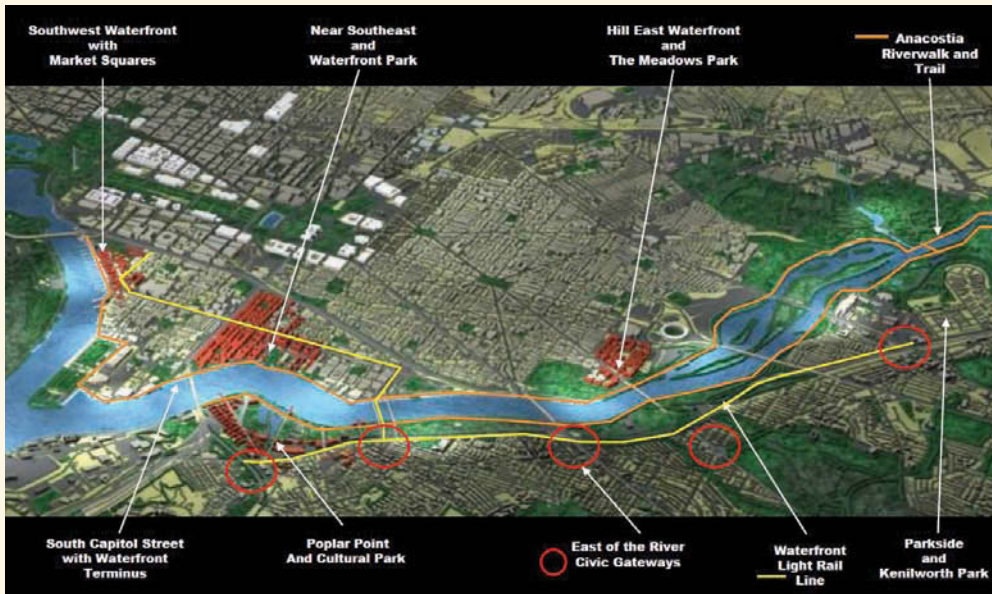 Southwest Waterfront
with
Market Squares
Near Southeast
and
Waterfront Park
Hill East Waterfront
and
The Meadows Park
Anacostia
Riverwalk and
Trail
South Capitol Street
with Waterfront
Terminus
Poplar Point
And Cultural Park
East of the River
Civic Gateways
Waterfront
Light Rail
Line
Parkside
and
Kenilworth Park